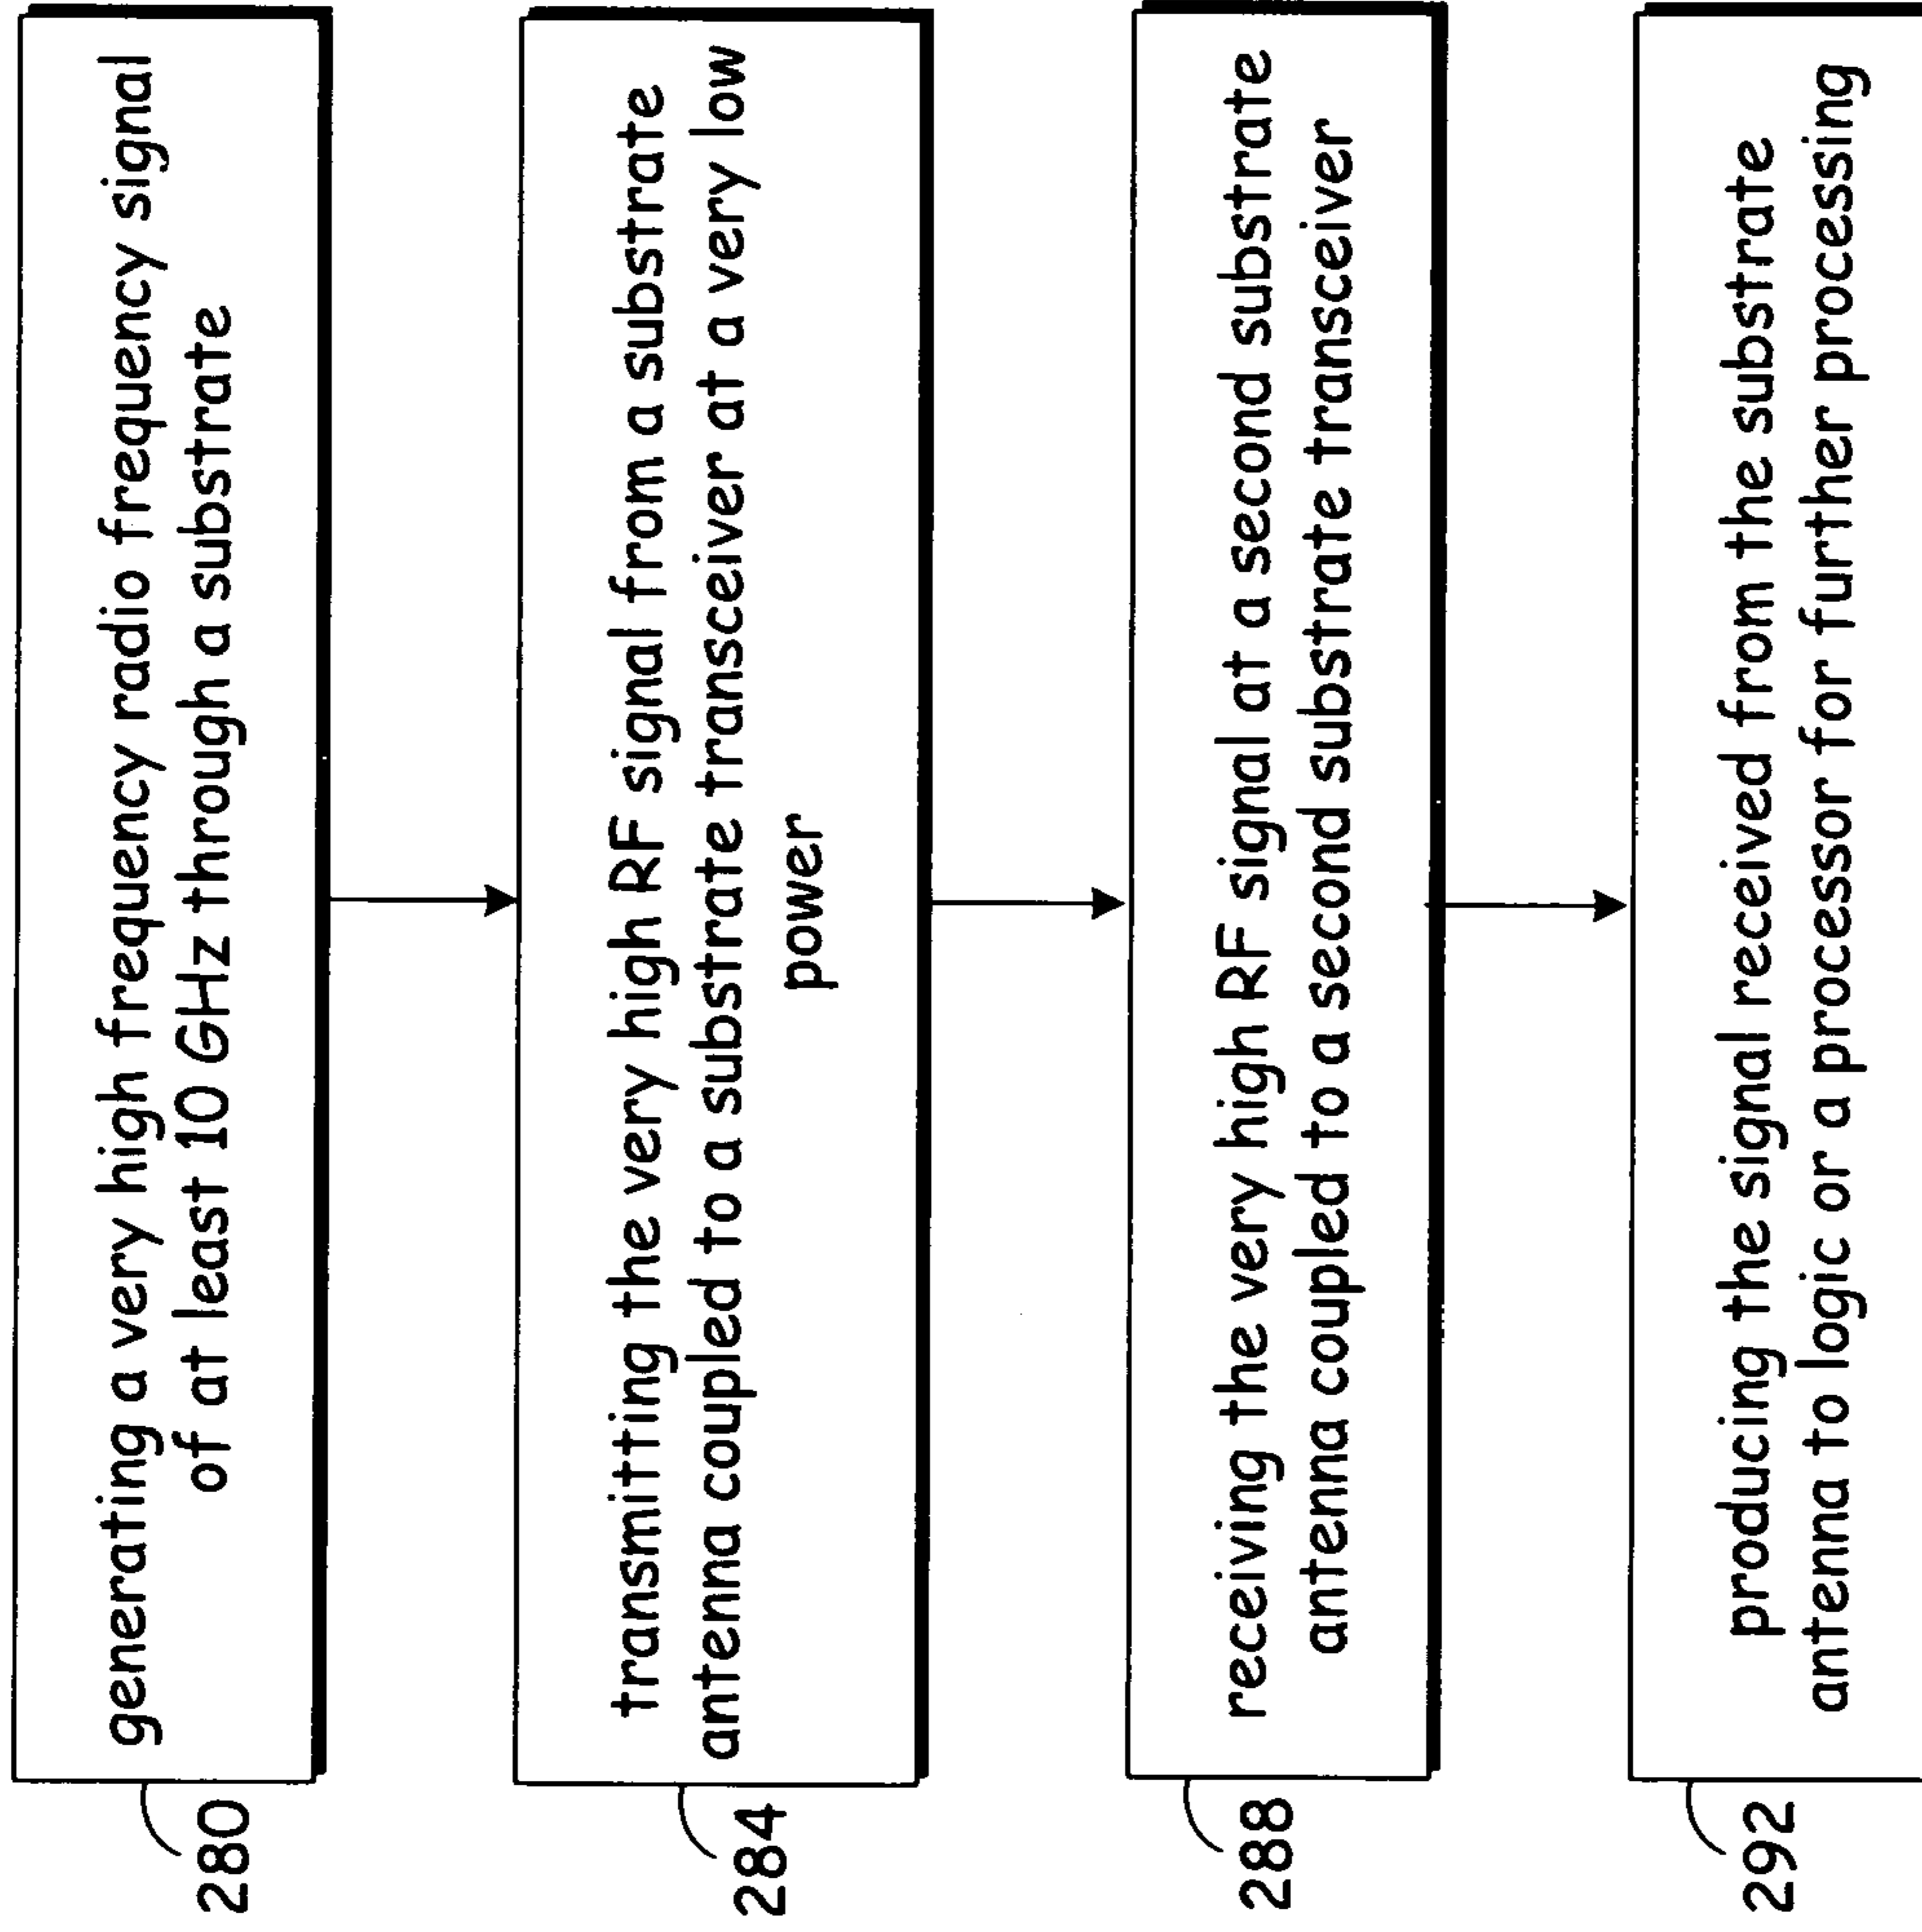 generating a very high frequency radio frequency signal
of at least 10 GHz through a substrate
280
transmitting the very high RF signal from a substrate
antenna coupled to a substrate transceiver at a very low
power
284
receiving the very high RF signal at a second substrate
antenna coupled to a second substrate transceiver
288
producing the signal received from the substrate
antenna to logic or a processor for further processing
292